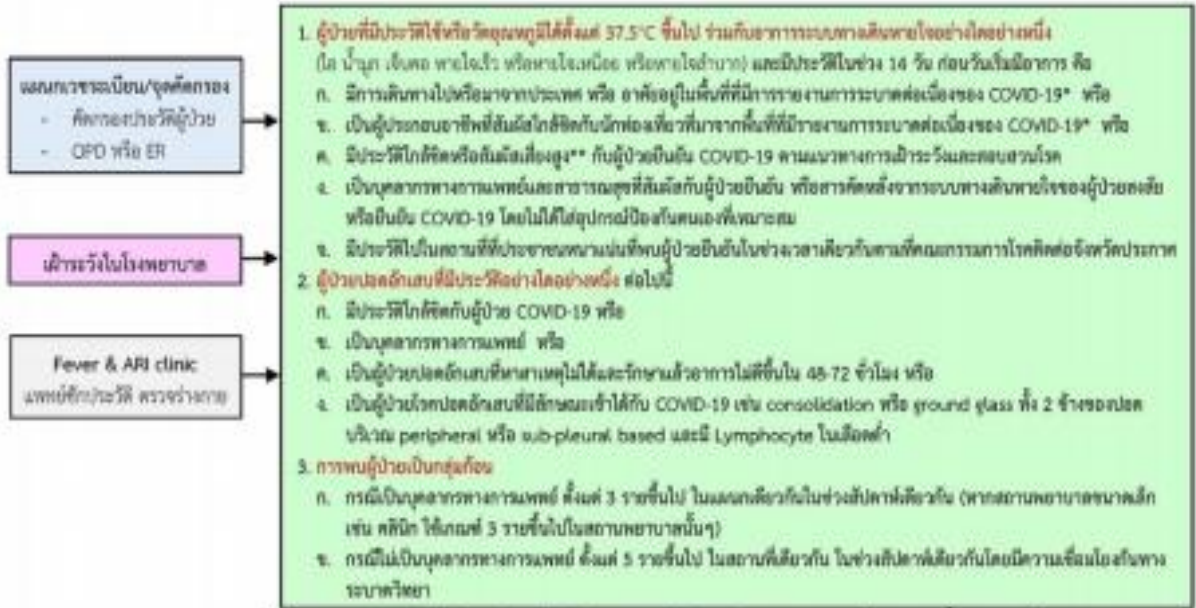 แผนกเวชระเบียน/จุดคัดกรอง
- คัดกรองประวัติผู้ป่วย
- OPD หรือ ER
เฝ้าระวังในโรงพยาบาล
Fever & ARI clinic
แพทย์ซักประวัติ ตรวจร่างกาย
1. ผู้ป่วยที่มีประวัติไข้หรือวัดอุณหภูมิได้ตั้งแต่ 37.5°C ขึ้นไป ร่วมกับอาการระบบทางเดินหายใจอย่างใดอย่างหนึ่ง
(ไอ น้ำมูก เจ็บคอ หายใจเร็ว หรือหายใจเหนื่อย หรือหายใจลำบาก) และมีประวัติในช่วง 14 วัน ก่อนวันเริ่มมีอาการ คือ
ก. มีการเดินทางไปหรือมาจากประเทศ หรือ อาศัยอยู่ในพื้นที่ที่มีการรายงานการระบาดต่อเนื่องของ COVID-19* หรือ
ข. เป็นผู้ประกอบอาชีพที่สัมผัสใกล้ชิดกับนักท่องเที่ยวที่มาจากพื้นที่ที่มีรายงานการระบาดต่อเนื่องของ COVID-19* หรือ
ค. มีประวัติใกล้ชิดหรือสัมผัสเสี่ยงสูง** กับผู้ป่วยยืนยัน COVID-19 ตามแนวทางการเฝ้าระวังและสอบสวนโรค
ง. เป็นบุคลากรทางการแพทย์และสาธารณสุขที่สัมผัสกับผู้ป่วยยืนยัน หรือสารคัดหลั่งจากระบบทางเดินหายใจของผู้ป่วยสงสัย
หรือยืนยัน COVID-19 โดยไม่ได้ใส่อุปกรณ์ป้องกันตนเองที่เหมาะสม
จ. มีประวัติไปในสถานที่ที่ประชาชนหนาแน่นที่พบผู้ป่วยยืนยันในช่วงเวลาเดียวกันตามที่คณะกรรมการโรคติดต่อจังหวัดประกาศ
2. ผู้ป่วยปอดอักเสบที่มีประวัติอย่างใดอย่างหนึ่ง ต่อไปนี้
ก. มีประวัติใกล้ชิดกับผู้ป่วย COVID-19 หรือ
ข. เป็นบุคลากรทางการแพทย์ หรือ
ค. เป็นผู้ป่วยปอดอักเสบที่หาสาเหตุไม่ได้และรักษาแล้วอาการไม่ดีขึ้นใน 48-72 ชั่วโมง หรือ
ง. เป็นผู้ป่วยโรคปอดอักเสบที่มีลักษณะเข้าได้กับ COVID-19 เช่น consolidation หรือ ground glass ทั้ง 2 ข้างของปอด
บริเวณ peripheral หรือ sub-pleural based และมี Lymphocyte ในเลือดต่ำ
3. การพบผู้ป่วยเป็นกลุ่มก้อน
ก. กรณีเป็นบุคลากรทางการแพทย์ ตั้งแต่ 3 รายขึ้นไป ในแผนกเดียวกันในช่วงสัปดาห์เดียวกัน (หากสถานพยาบาลขนาดเล็ก
เช่น คลินิก ใช้เกณฑ์ 3 รายขึ้นไปในสถานพยาบาลนั้นๆ)
ข. กรณีไม่เป็นบุคลากรทางการแพทย์ ตั้งแต่ 5 รายขึ้นไป ในสถานที่เดียวกัน ในช่วงสัปดาห์เดียวกันโดยมีความเชื่อมโยงกันทาง
ระบาดวิทยา